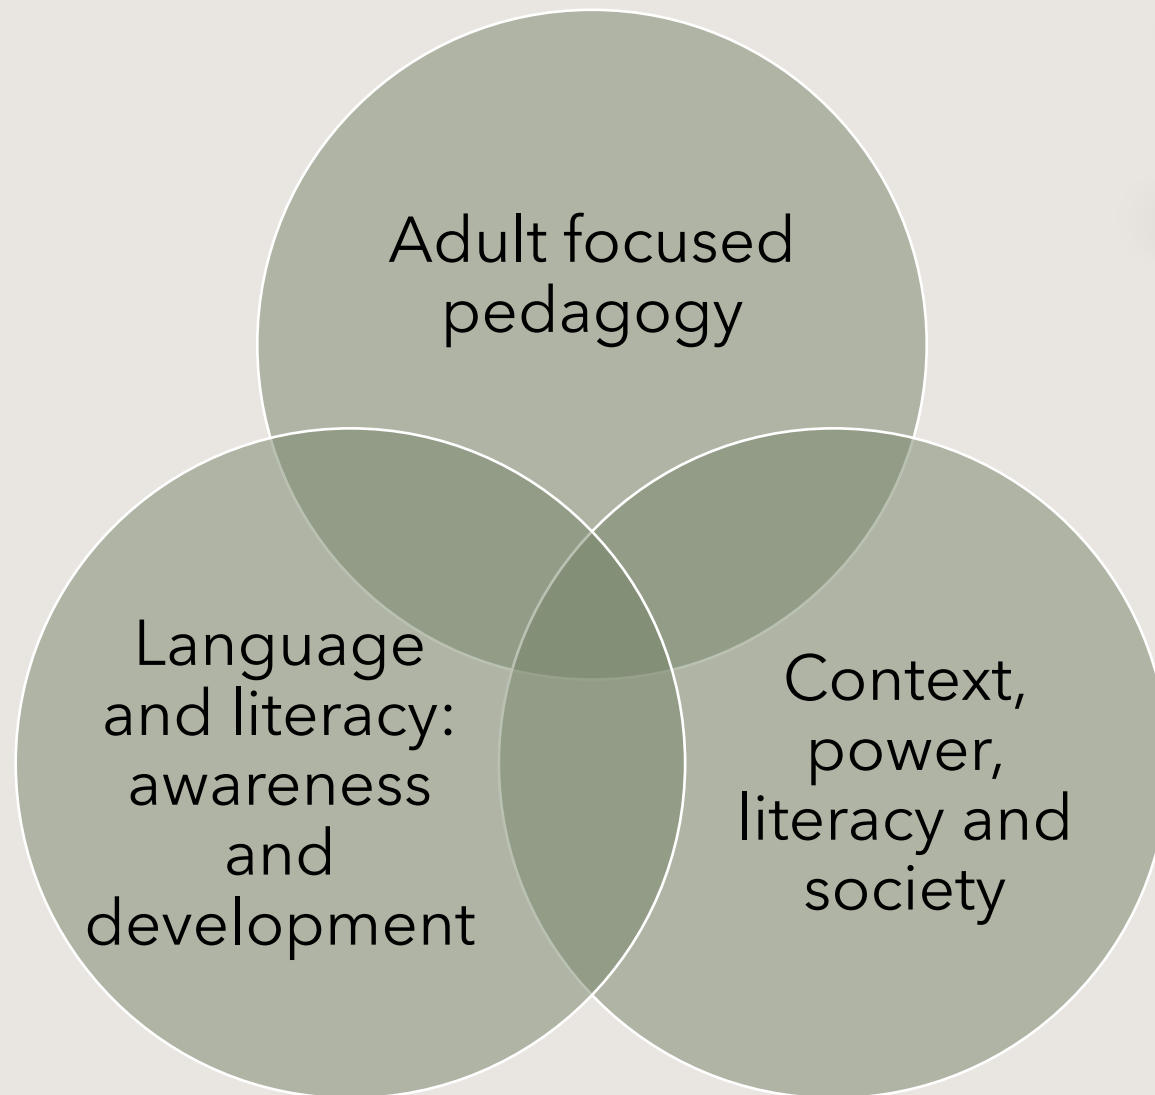 Adult focused
pedagogy
Language
and literacy:
awareness
and
development
Context,
power,
literacy and
society